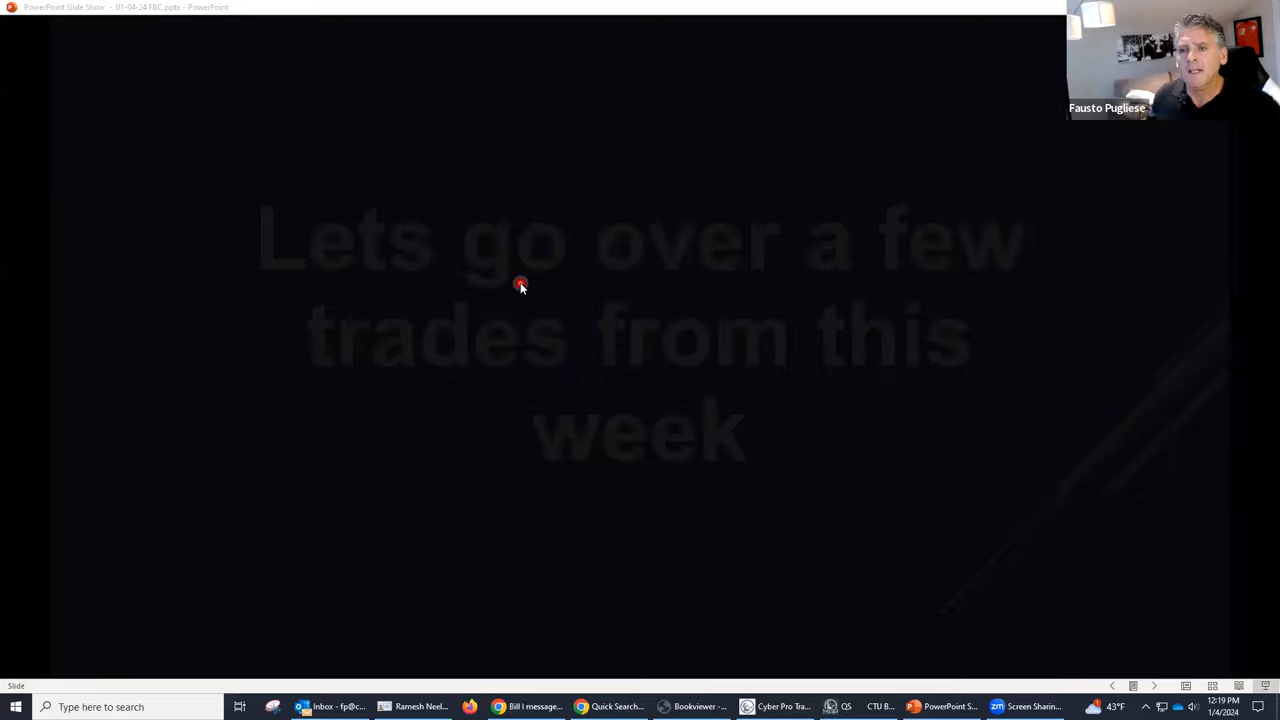 PowerPoint Slide Show - 01-04-24 FBC.pptx - PowerPoint
Fausto Pugliese
Lets go over a few
trades from this
week
Slide
Type here to search
Inbox - fp@c...
Ramesh Neel...
Bill I message...
Quick Search...
Bookviewer - ...
Cyber Pro Tra...
QS
CTU B...
PowerPoint S...
Screen Sharin...
43°F
12:19 PM
1/4/2024